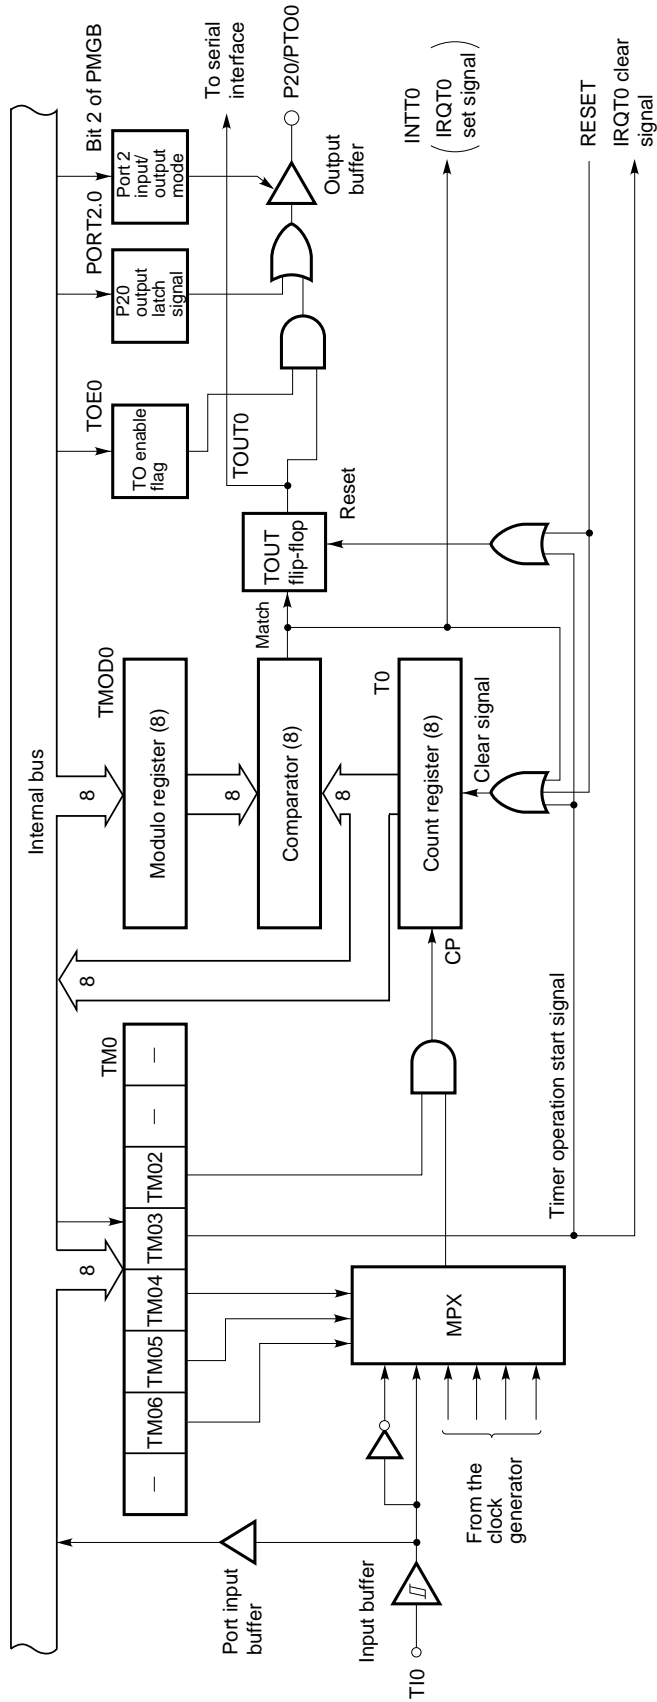 Internal bus
8
8
8
Bit 2 of PMGB
PORT2.0
TOE0
TMOD0
TM0
Port 2
input/
output
mode
P20
output
latch
signal
TO enable
flag
Modulo register (8)
—
TM06
TM05
TM04
TM03
TM02
—
—
To serial
interface
P20/PTO0
Output
buffer
TOUT0
TOUT
flip-flop
Reset
Match
8
Comparator (8)
8
T0
Count register (8)
Clear signal
CP
Port input
buffer
Input buffer
TI0
MPX
From the
clock
generator
INTT0
(IRQT0
set signal)
Timer operation start signal
RESET
IRQT0 clear
signal